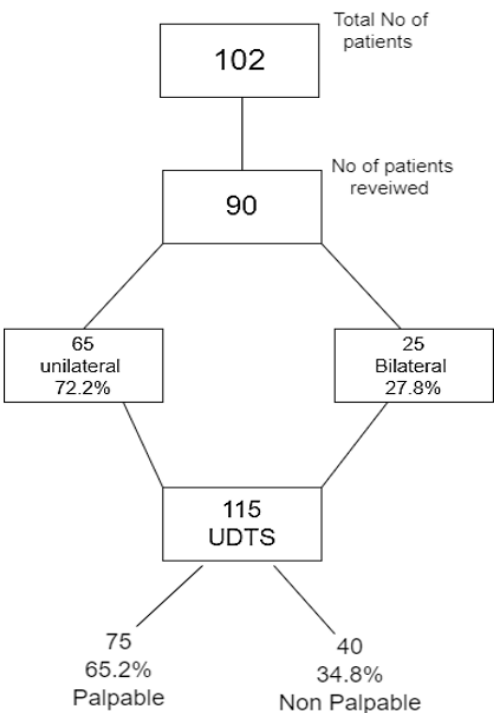 Total No of
patients
102
No of patients
reveiwed
90
65
unilateral
72.2%
25
Bilateral
27.8%
115
UDTS
75
65.2%
Palpable
40
34.8%
Non Palpable